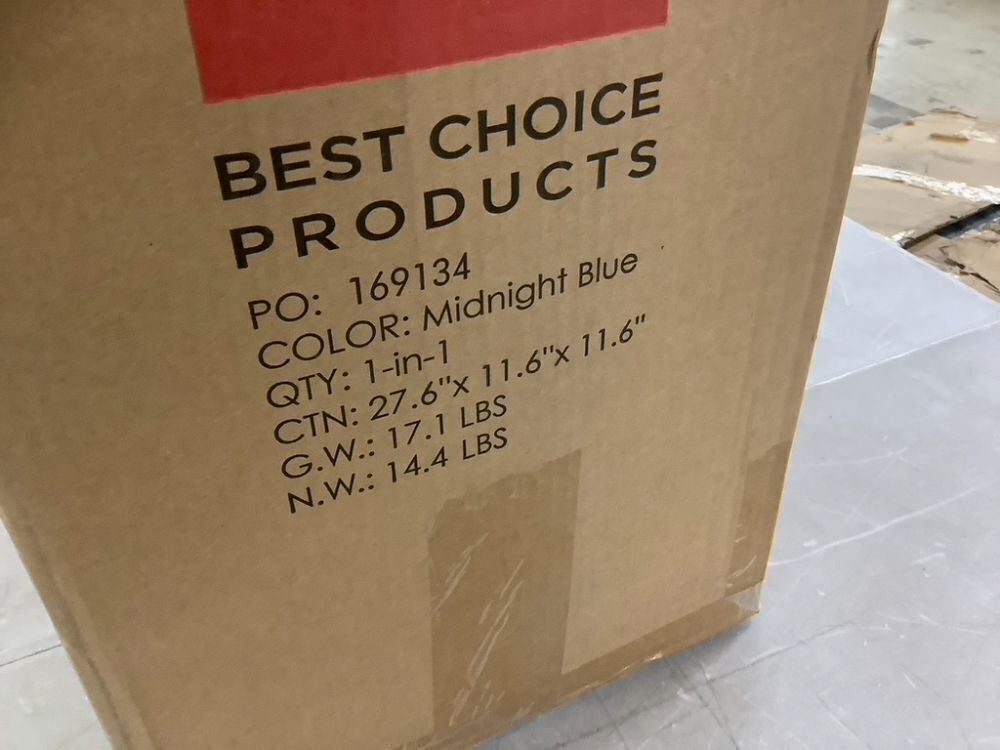 BEST CHOICE
PRODUCTS
PO: 169134
COLOR: Midnight Blue
QTY: 1-in-1
CTN: 27.6"x 11.6"x 11.6"
G.W.: 17.1 LBS
N.W.: 14.4 LBS